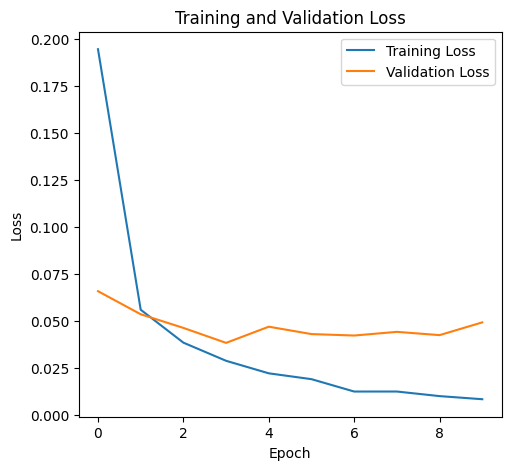 Training and Validation Loss
Training Loss
Validation Loss
Loss
0.200
0.175
0.150
0.125
0.100
0.075
0.050
0.025
0.000
0 2 4 6 8
Epoch